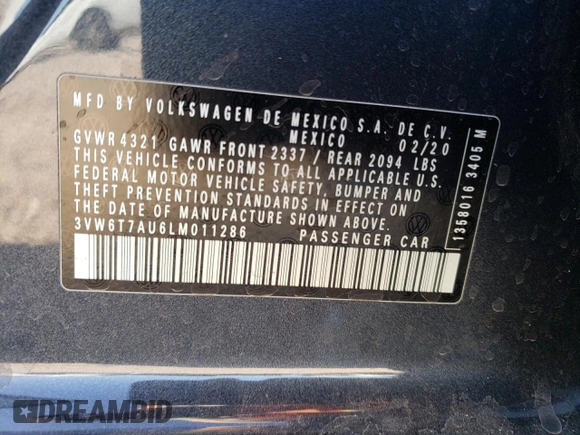 MFD BY VOLKSWAGEN DE MEXICO S.A. DE C.V.
MEXICO 02/20
GVWR 4321 GAWR FRONT 2337 / REAR 2094 LBS
THIS VEHICLE CONFORMS TO ALL APPLICABLE U.S.
FEDERAL MOTOR VEHICLE SAFETY, BUMPER AND
THEFT PREVENTION STANDARDS IN EFFECT ON
THE DATE OF MANUFACTURE SHOWN ABOVE.
3VW6T7AU6LM011286 PASSENGER CAR
1358016 3405 M
DREAMBID